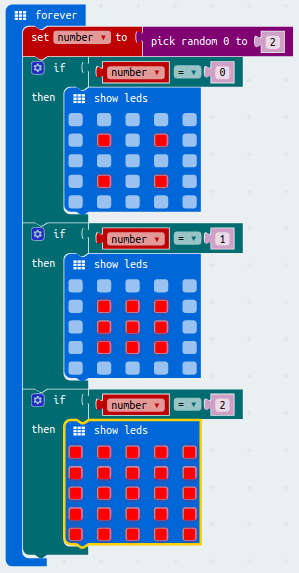 forever
set number to pick random 0 to 2
if number = 0
then show leds
if number = 1
then show leds
if number = 2
then show leds